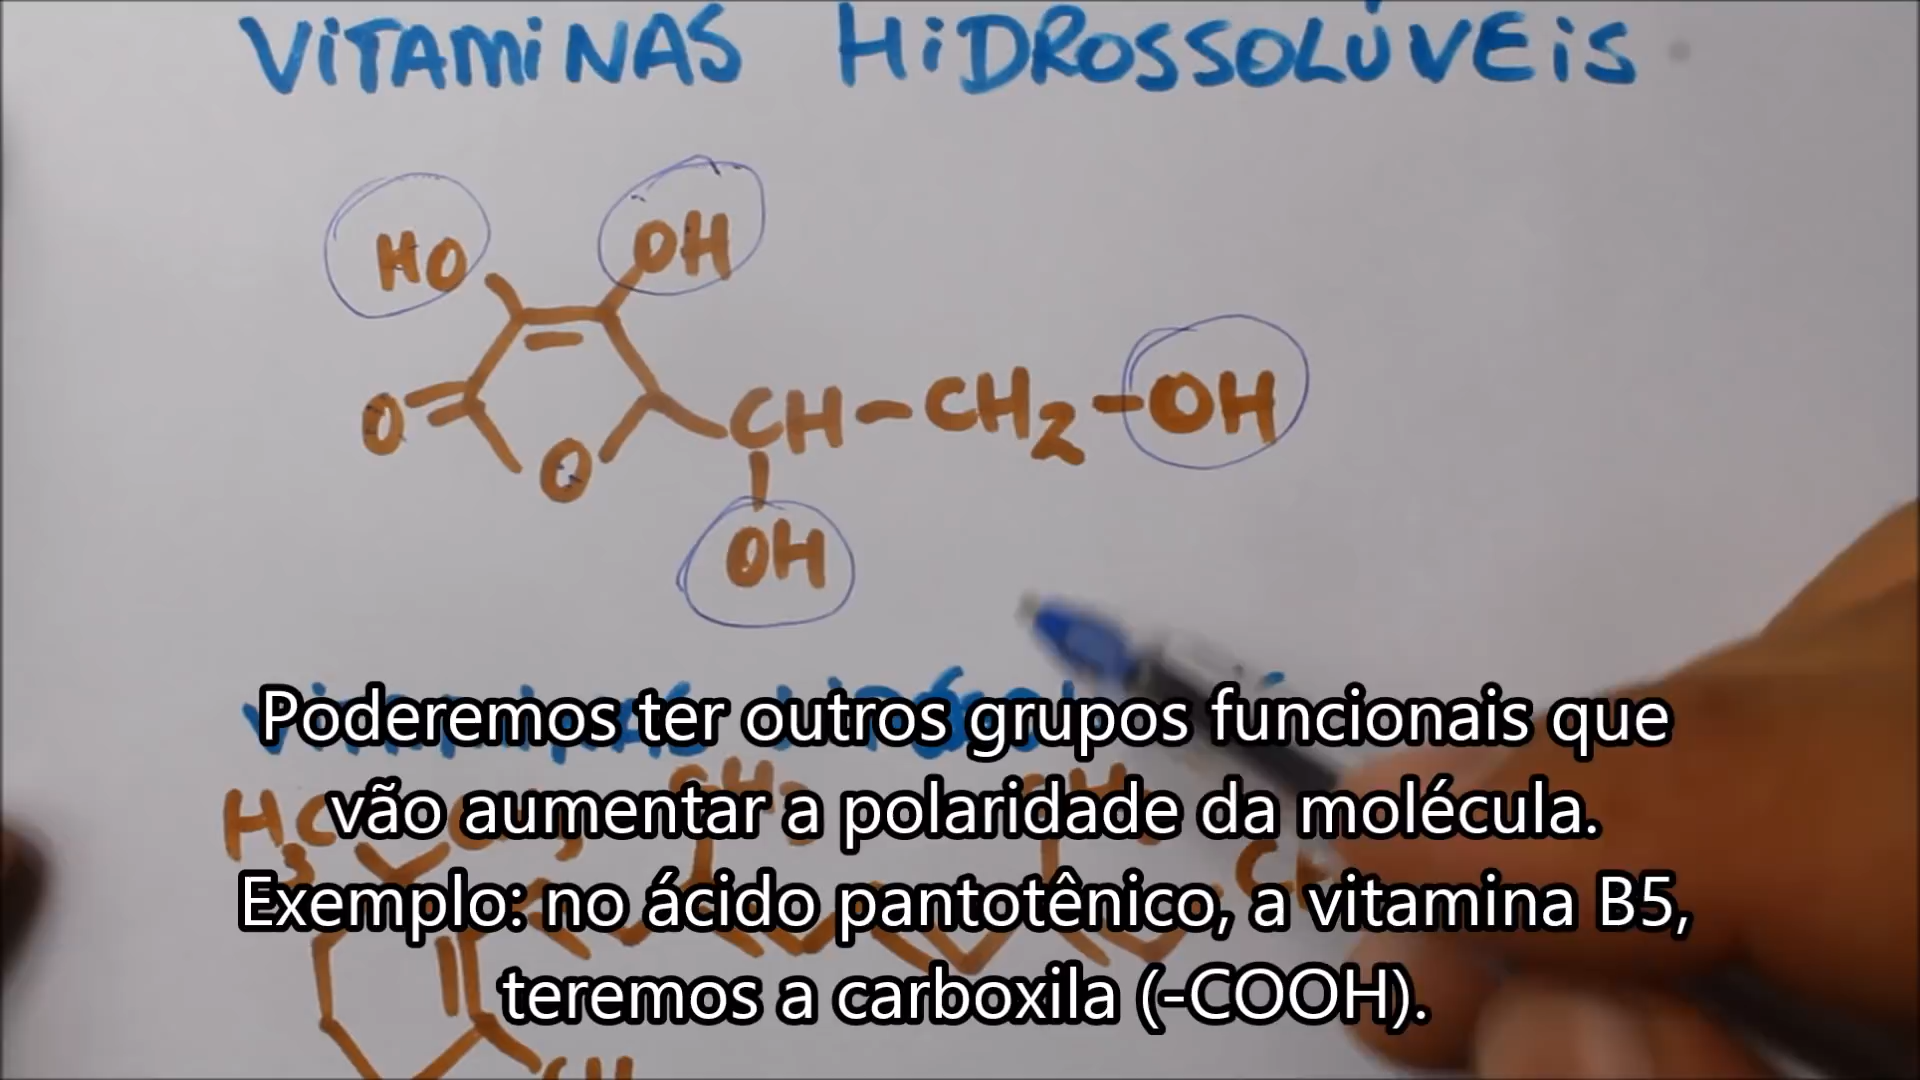 VITAMINAS HIDROSSOLÚVEIS
HO
OH
O
CH-CH2-OH
O
OH
Poderemos ter outros grupos funcionais que
vão aumentar a polaridade da molécula.
Exemplo: no ácido pantotênico, a vitamina B5,
teremos a carboxila (-COOH).
H3C